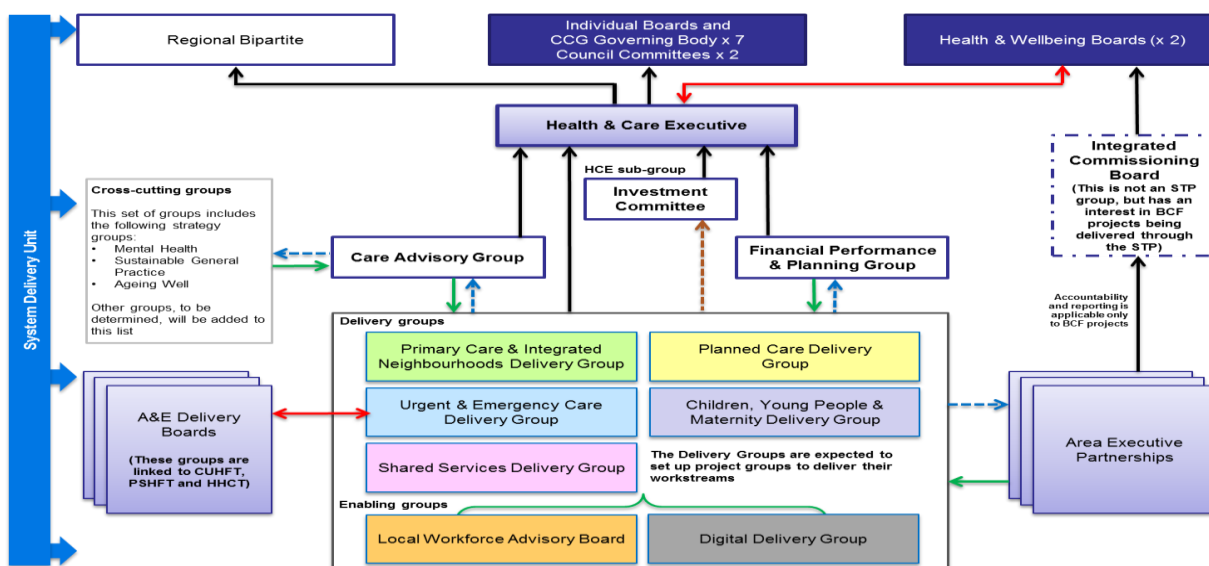 System Delivery Unit
Regional Bipartite
Individual Boards and
CCG Governing Body x 7
Council Committees x 2
Health & Wellbeing Boards (x 2)
Health & Care Executive
HCE sub-group
Investment
Committee
Integrated
Commissioning
Board
(This is not an STP
group, but has an
interest in BCF
projects being
delivered through
the STP)
Cross-cutting groups
This set of groups includes
the following strategy
groups:
• Mental Health
• Sustainable General
Practice
• Ageing Well
Other groups, to be
determined, will be added to
this list
Care Advisory Group
Financial Performance
& Planning Group
Accountability
and reporting is
applicable only
to BCF projects
Delivery groups
Primary Care & Integrated
Neighbourhoods Delivery Group
Planned Care Delivery
Group
Urgent & Emergency Care
Delivery Group
Children, Young People &
Maternity Delivery Group
Shared Services Delivery Group
The Delivery Groups are expected to
set up project groups to deliver their
workstreams
Enabling groups
Local Workforce Advisory Board
Digital Delivery Group
A&E Delivery
Boards
(These groups are
linked to CUHFT,
PSHFT and HHCT)
Area Executive
Partnerships